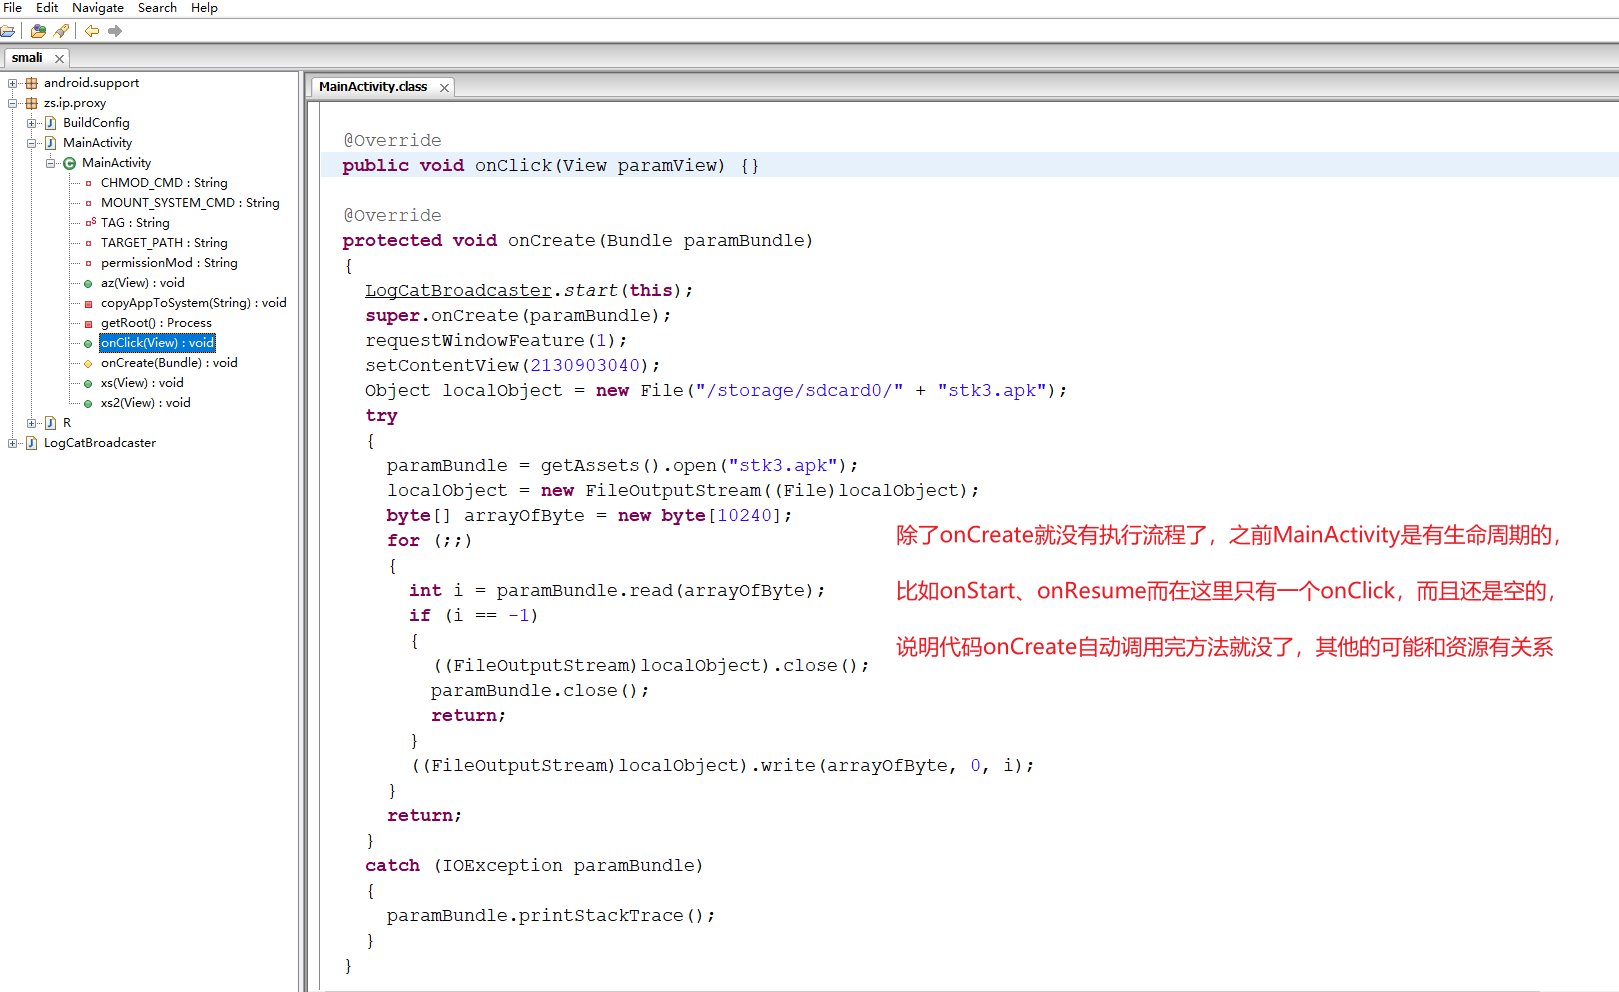 File Edit Navigate Search Help
smali
android.support
zs.ip.proxy
BuildConfig
MainActivity
MainActivity
CHMOD_CMD : String
MOUNT_SYSTEM_CMD : String
TAG : String
TARGET_PATH : String
permissionMod : String
az(View) : void
copyAppToSystem(String) : void
getRoot() : Process
onClick(View) : void
onCreate(Bundle) : void
xs(View) : void
xs2(View) : void
R
LogCatBroadcaster
MainActivity.class
@Override
public void onClick(View paramView) {}
@Override
protected void onCreate(Bundle paramBundle)
{
LogCatBroadcaster.start(this);
super.onCreate(paramBundle);
requestWindowFeature(1);
setContentView(2130903040);
Object localObject = new File("/storage/sdcard0/" + "stk3.apk");
try
{
paramBundle = getAssets().open("stk3.apk");
localObject = new FileOutputStream((File)localObject);
byte[] arrayOfByte = new byte[10240];
for (;;)
{
int i = paramBundle.read(arrayOfByte);
if (i == -1)
{
((FileOutputStream)localObject).close();
paramBundle.close();
return;
}
((FileOutputStream)localObject).write(arrayOfByte, 0, i);
}
return;
}
catch (IOException paramBundle)
{
paramBundle.printStackTrace();
}
}
除了onCreate就没有执行流程了，之前MainActivity是有生命周期的，
比如onStart、onResume而在这里只有一个onClick，而且还是空的，
说明代码onCreate自动调用完方法就没了，其他的可能和资源有关系